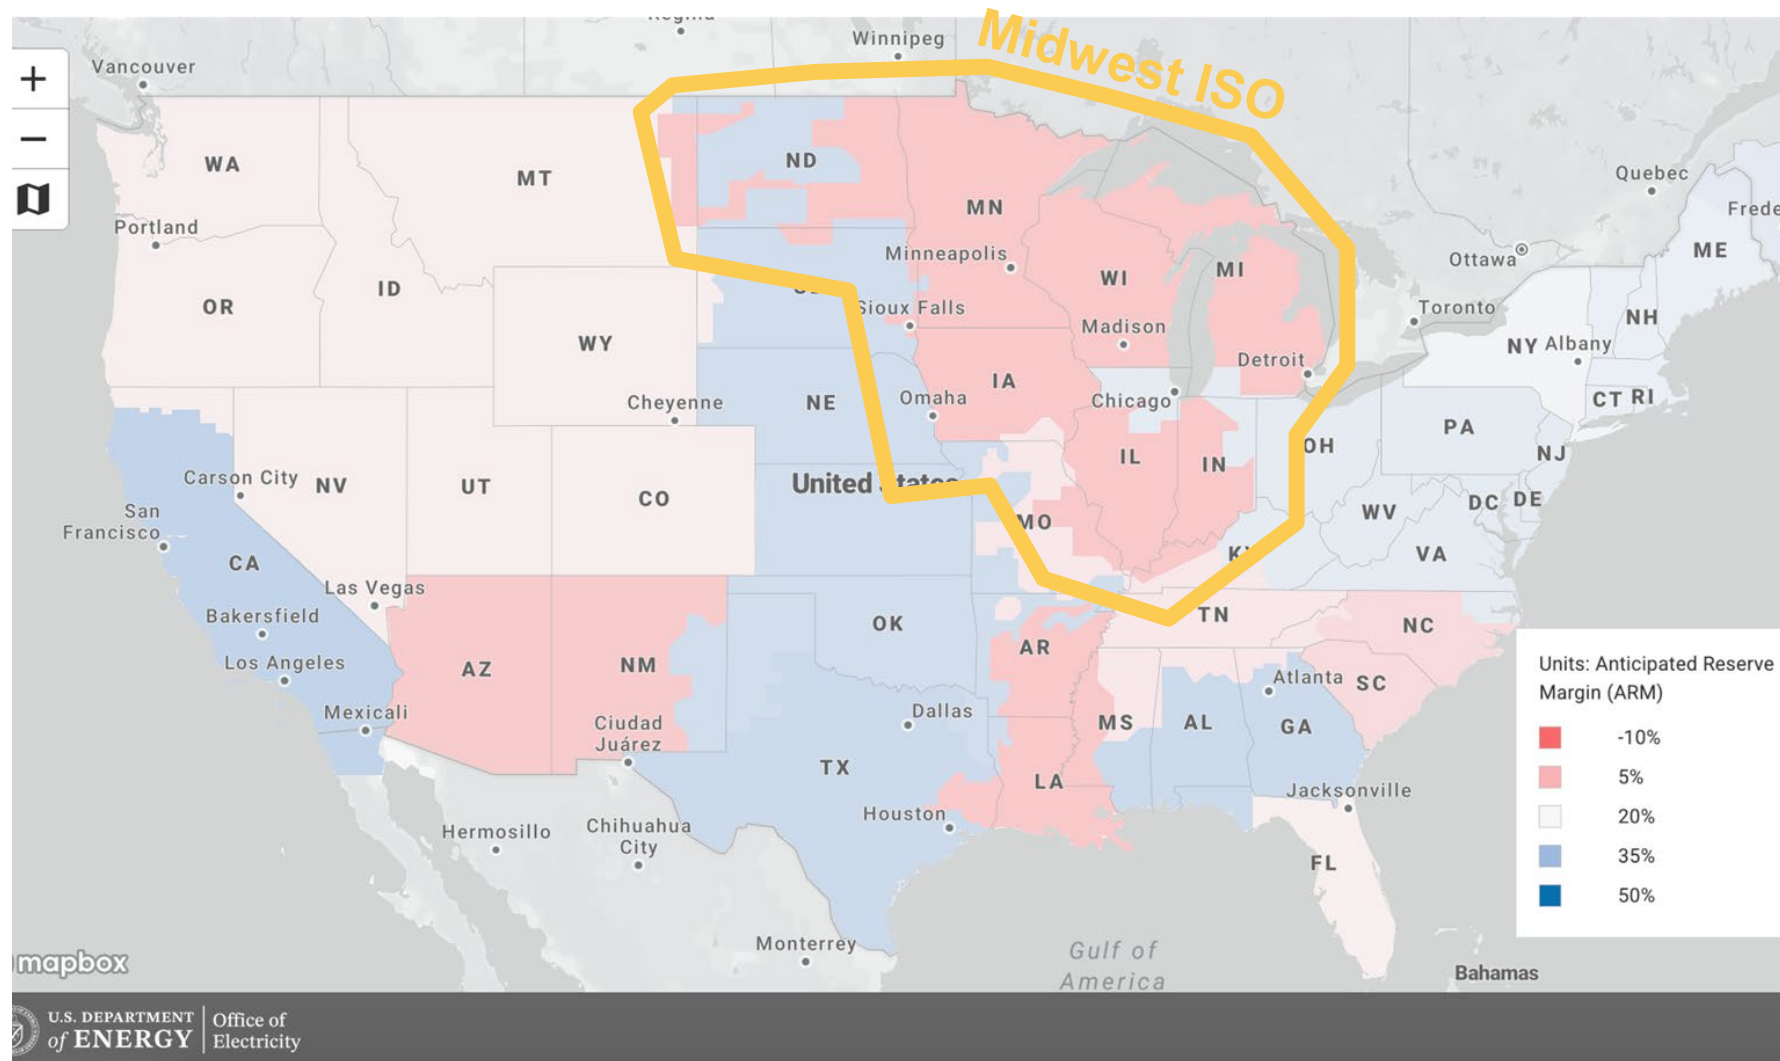 Regina
Winnipeg
Midwest ISO
+
Vancouver
−
WA
MT
ND
Quebec
MN
Portland
Frede
Minneapolis
Ottawa
ME
WI
MI
ID
OR
Sioux Falls
Toronto
NH
Madison
WY
NY
Albany
Detroit
IA
Cheyenne
NE
Omaha
Chicago
CT
RI
PA
OH
NJ
IL
IN
Carson City
NV
UT
United States
CO
San
Francisco
MO
WV
DC
DE
CA
VA
Las Vegas
Bakersfield
OK
TN
NC
AR
Los Angeles
AZ
NM
Atlanta
SC
Mexicali
Dallas
MS
AL
GA
Ciudad
Juárez
TX
LA
Jacksonville
Houston
Hermosillo
Chihuahua
City
FL
Monterrey
Gulf of
America
Bahamas
Units: Anticipated Reserve
Margin (ARM)
-10%
5%
20%
35%
50%
mapbox
U.S. DEPARTMENT
of ENERGY
Office of
Electricity